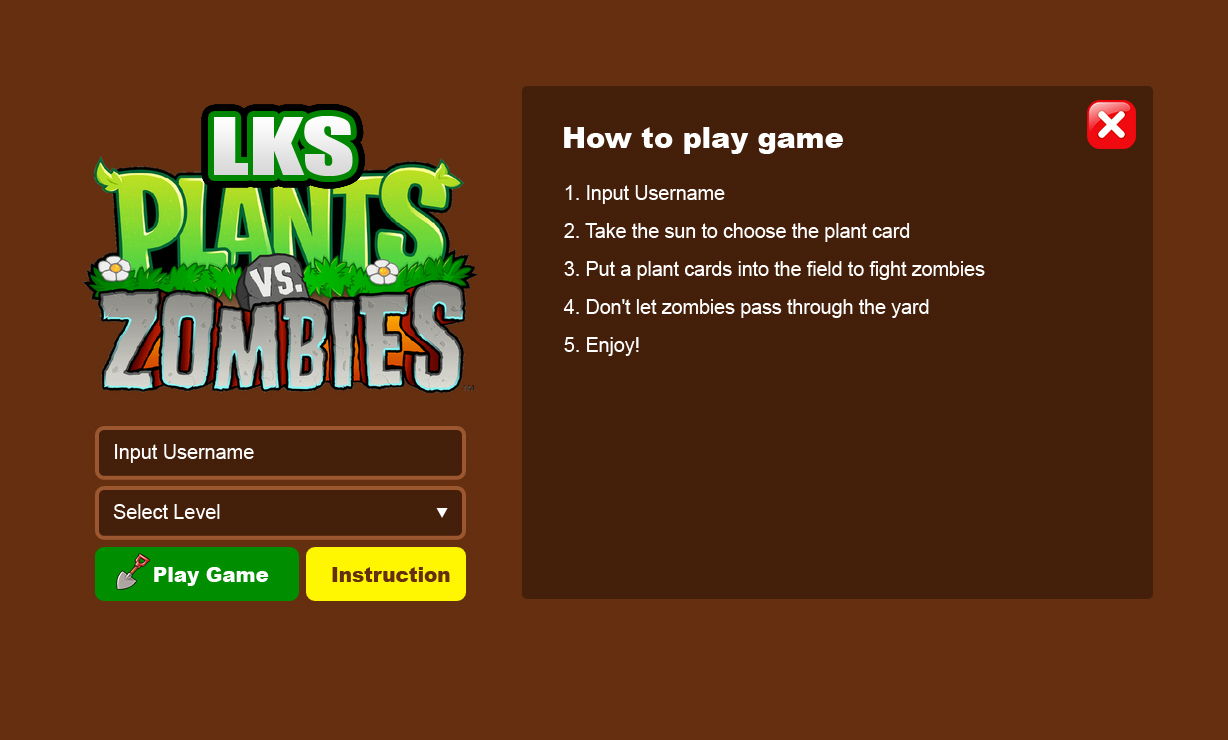 LKS
PLANTS
VS.
ZOMBIES
Input Username
Select Level
Play Game
Instruction
How to play game
1. Input Username
2. Take the sun to choose the plant card
3. Put a plant cards into the field to fight zombies
4. Don't let zombies pass through the yard
5. Enjoy!